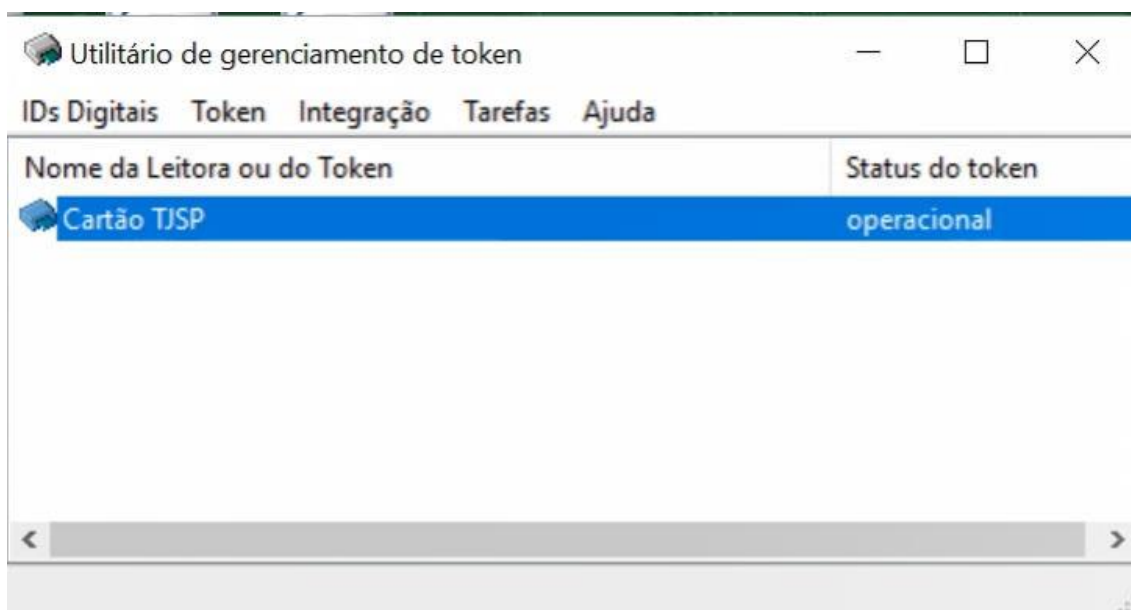 Utilitário de gerenciamento de token
IDs Digitais Token Integração Tarefas Ajuda
Nome da Leitora ou do Token Status do token
Cartão TJSP operacional